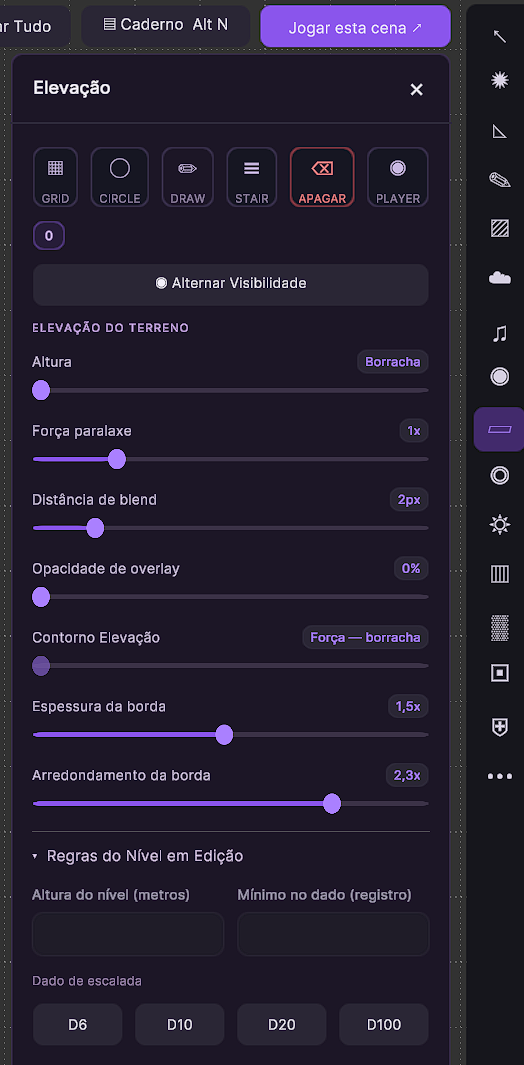 r Tudo
Caderno Alt N
Jogar esta cena ↗
Elevação
×
GRID
CIRCLE
DRAW
STAIR
APAGAR
PLAYER
0
Alternar Visibilidade
ELEVAÇÃO DO TERRENO
Altura
Borracha
Força paralaxe
1x
Distância de blend
2px
Opacidade de overlay
0%
Contorno Elevação
Força — borracha
Espessura da borda
1,5x
Arredondamento da borda
2,3x
Regras do Nível em Edição
Altura do nível (metros)
Mínimo no dado (registro)
Dado de escalada
D6
D10
D20
D100